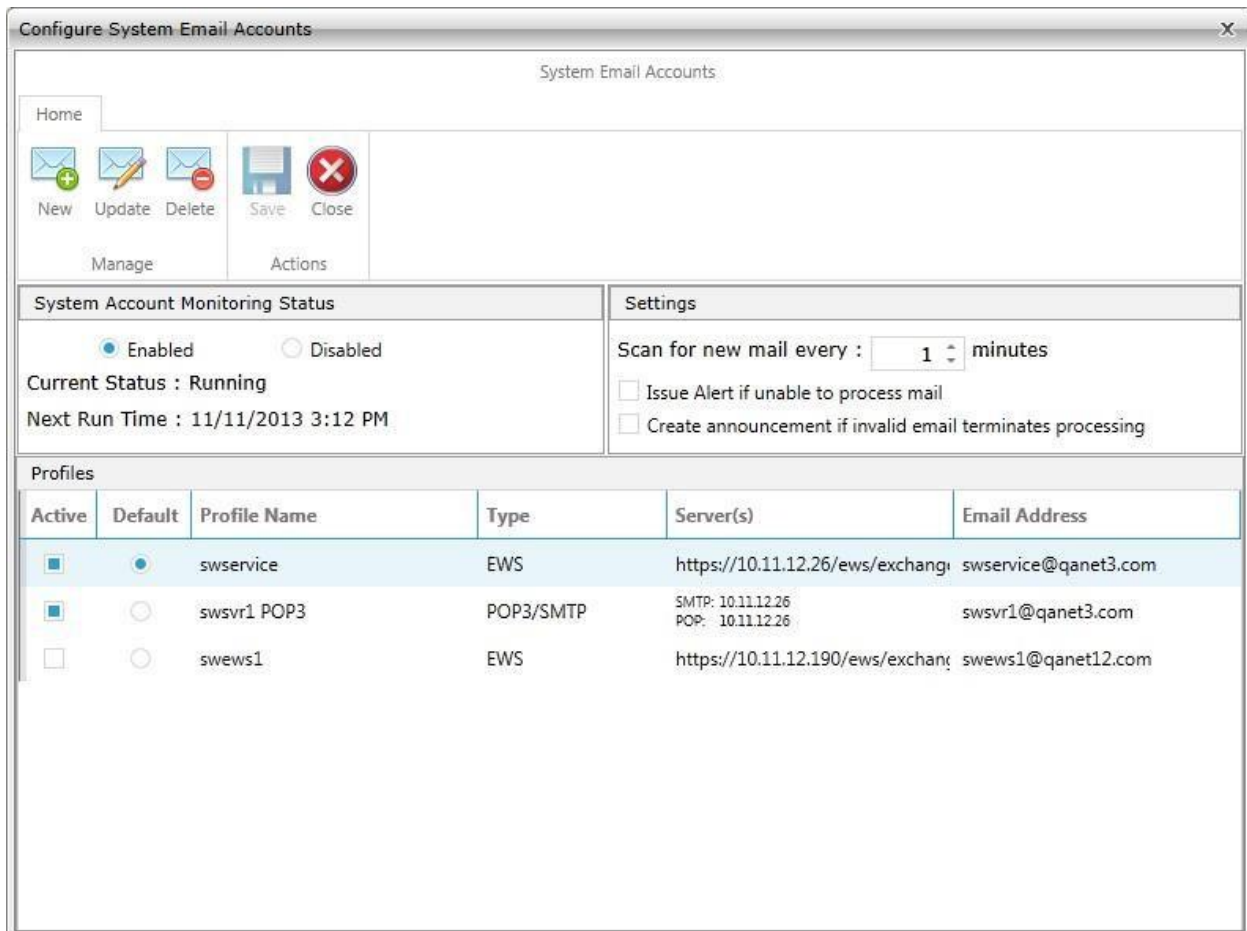 Configure System Email Accounts
X
System Email Accounts
Home
New Update Delete Save Close
Manage Actions
System Account Monitoring Status
Enabled Disabled
Current Status : Running
Next Run Time : 11/11/2013 3:12 PM
Settings
Scan for new mail every : 1 minutes
Issue Alert if unable to process mail
Create announcement if invalid email terminates processing
Profiles
Active Default Profile Name Type Server(s) Email Address
swservice EWS https://10.11.12.26/ews/exchang swservice@qanet3.com
swsvr1 POP3 POP3/SMTP SMTP: 10.11.12.26 swsvr1@qanet3.com
POP: 10.11.12.26
swews1 EWS https://10.11.12.190/ews/exchan swews1@qanet12.com